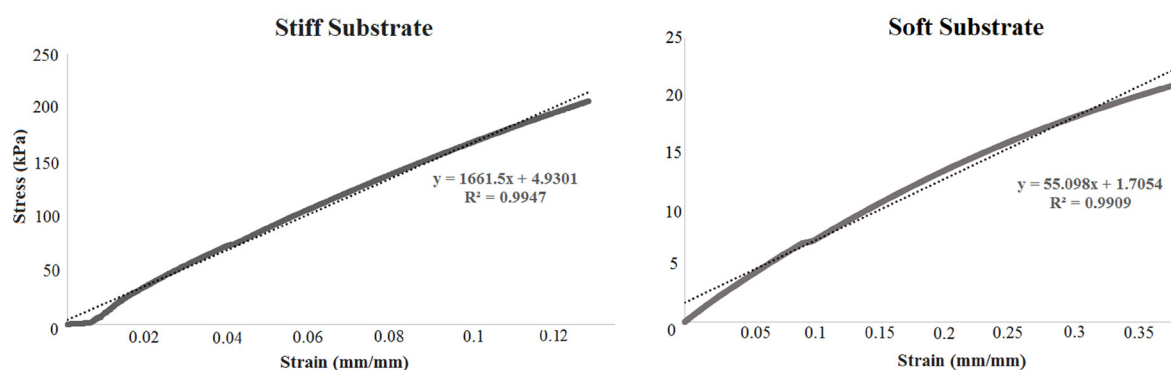 Stiff Substrate
250
200
150
100
50
0
Stress (kPa)
y = 1661.5x + 4.9301
R² = 0.9947
0.02 0.04 0.06 0.08 0.1 0.12
Strain (mm/mm)
Soft Substrate
25
20
15
10
5
0
y = 55.098x + 1.7054
R² = 0.9909
0.05 0.1 0.15 0.2 0.25 0.3 0.35
Strain (mm/mm)